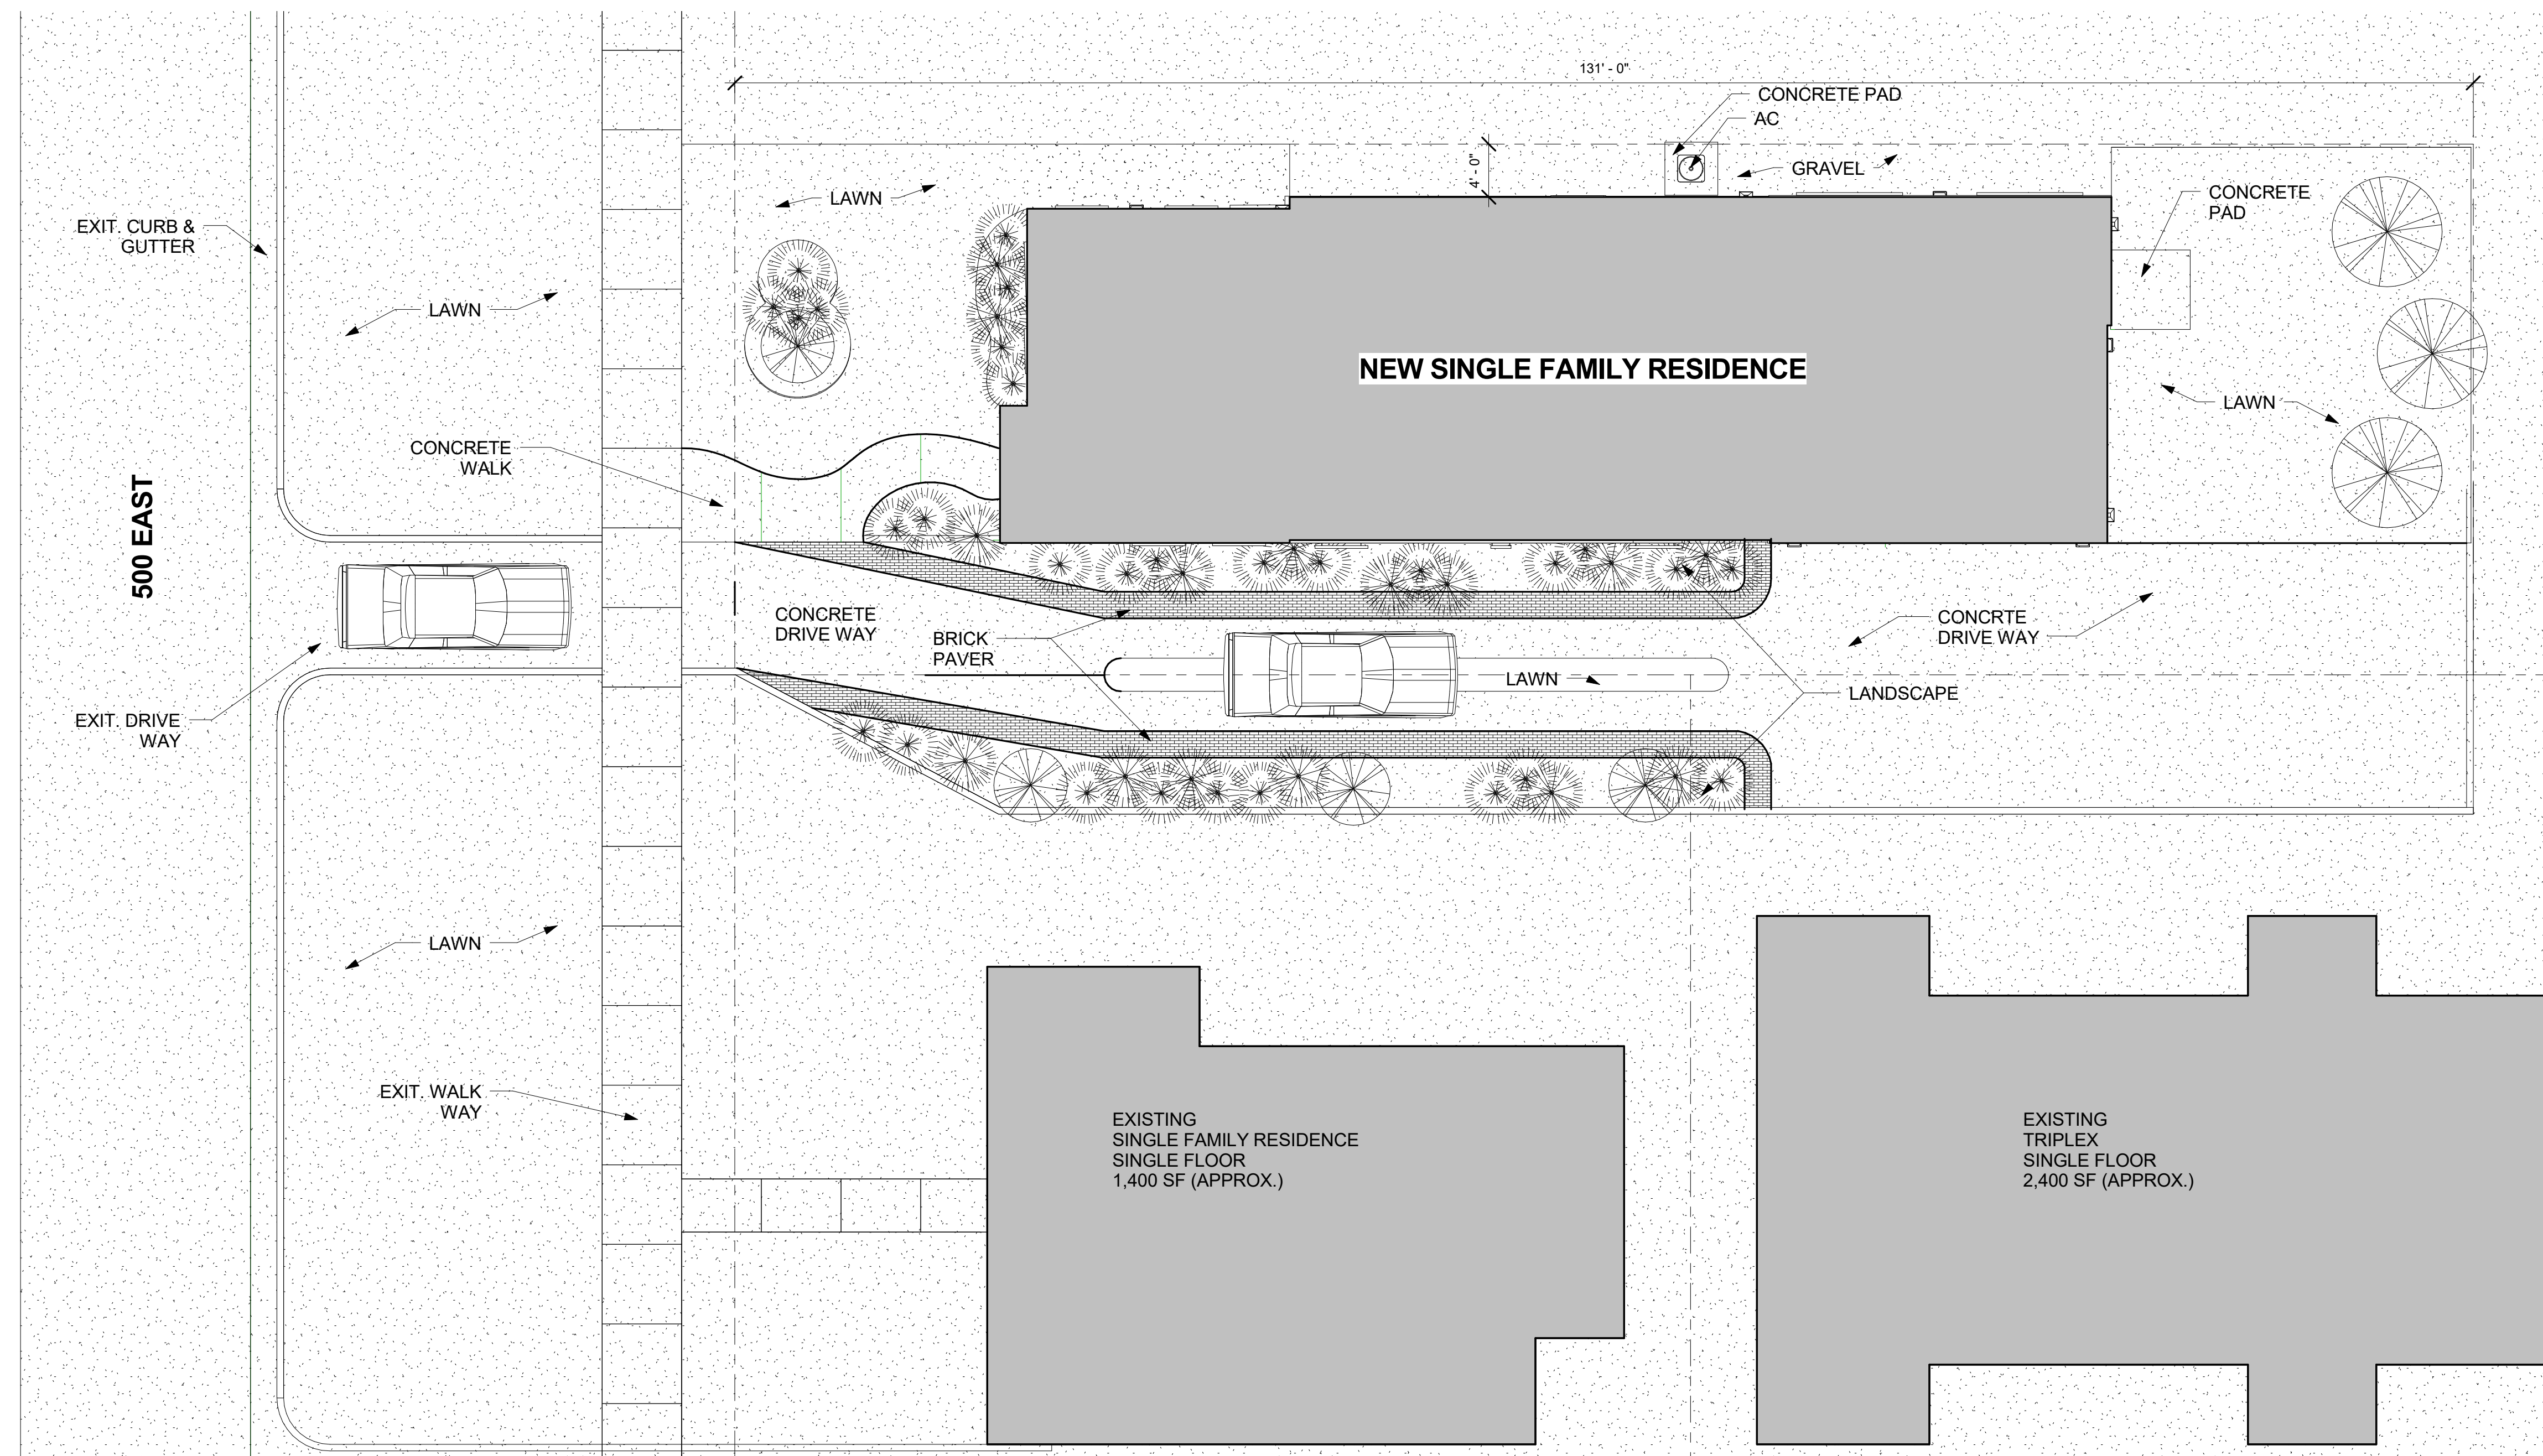 131' - 0"
CONCRETE PAD
AC
4' - 0"
GRAVEL
LAWN
CONCRETE
PAD
EXIT. CURB &
GUTTER
LAWN
NEW SINGLE FAMILY RESIDENCE
LAWN
CONCRETE
WALK
500 EAST
CONCRETE
DRIVE WAY
BRICK
PAVER
CONCRTE
DRIVE WAY
LAWN
LANDSCAPE
EXIT. DRIVE
WAY
LAWN
EXIT. WALK
WAY
EXISTING
SINGLE FAMILY RESIDENCE
SINGLE FLOOR
1,400 SF (APPROX.)
EXISTING
TRIPLEX
SINGLE FLOOR
2,400 SF (APPROX.)